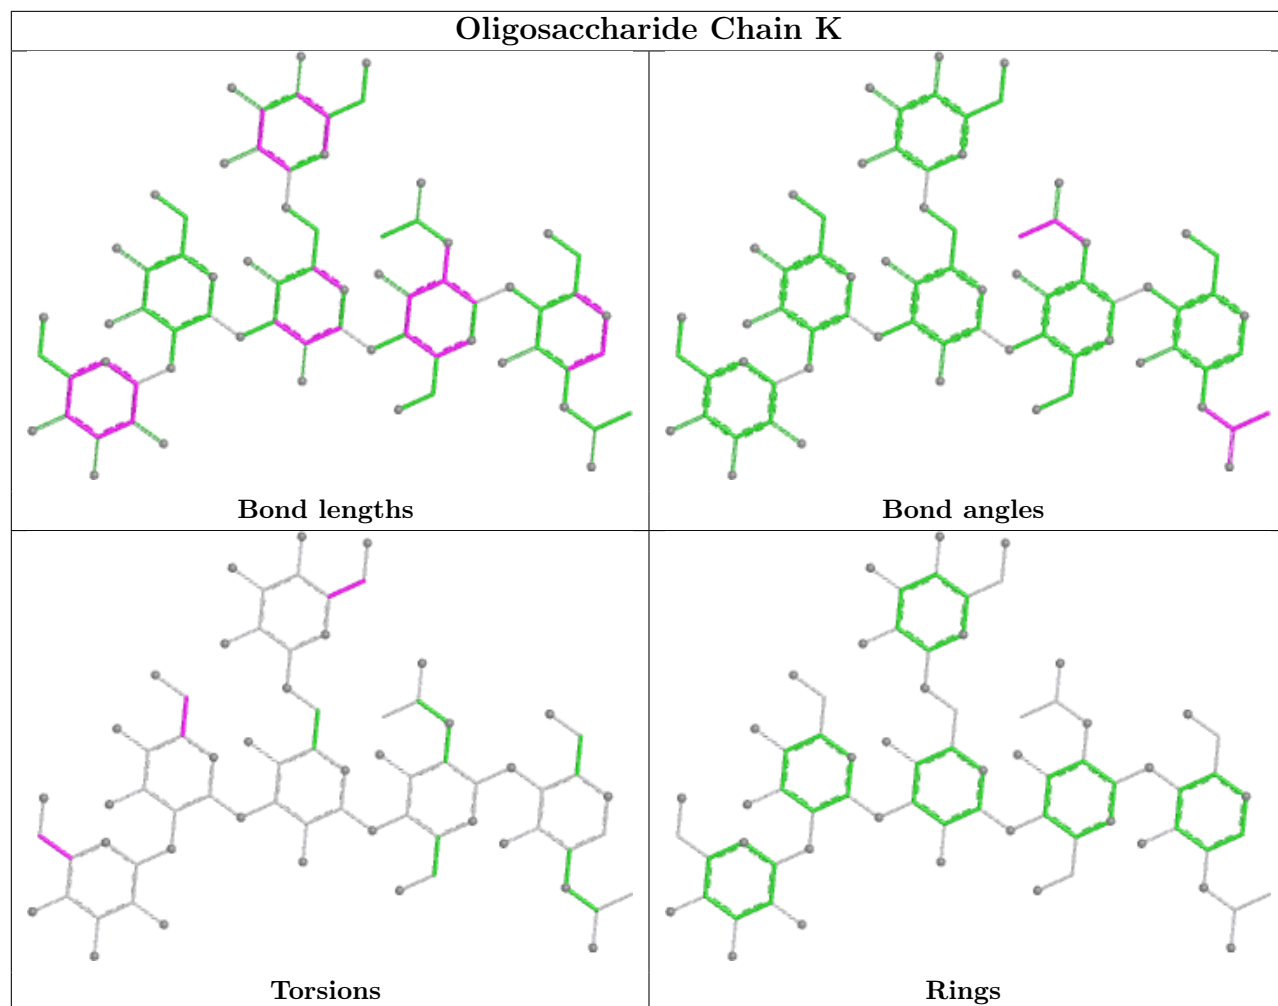 Oligosaccharide Chain K
Bond lengths
Bond angles
Torsions
Rings